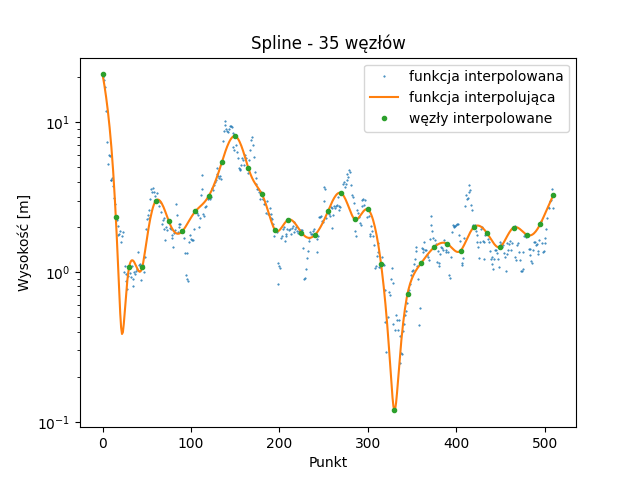 Spline - 35 węzłów
funkcja interpolowana
funkcja interpolująca
węzły interpolowane
Wysokość [m]
10¹
10⁰
10⁻¹
0 100 200 300 400 500
Punkt